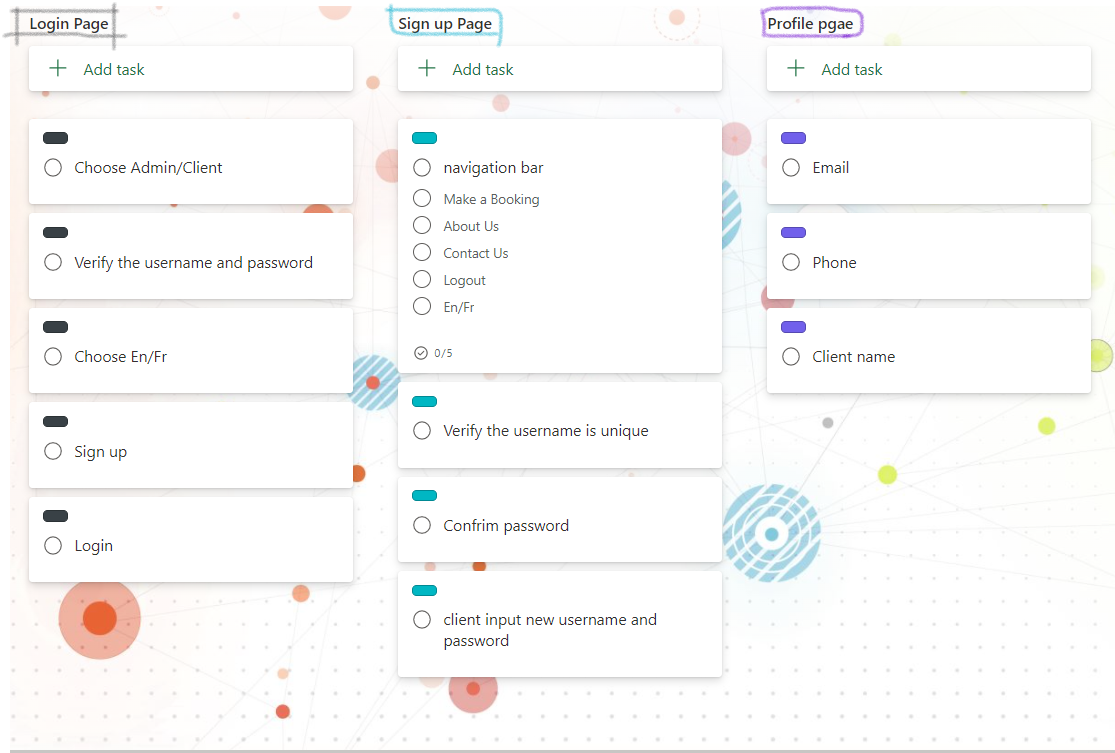 Login Page
Add task
Choose Admin/Client
Verify the username and password
Choose En/Fr
Sign up
Login
Sign up Page
Add task
navigation bar
Make a Booking
About Us
Contact Us
Logout
En/Fr
0/5
Verify the username is unique
Confrim password
client input new username and
password
Profile pgae
Add task
Email
Phone
Client name